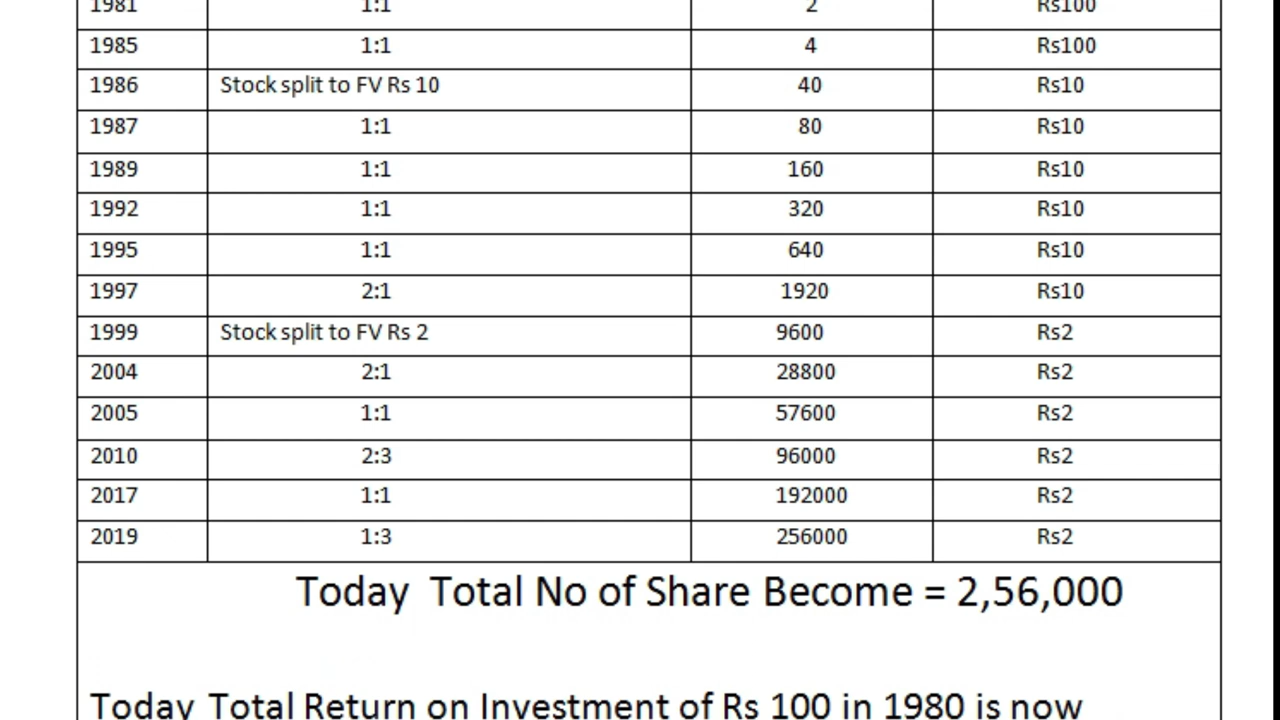 1981 1:1 2 Rs100
1985 1:1 4 Rs100
1986 Stock split to FV Rs 10 40 Rs10
1987 1:1 80 Rs10
1989 1:1 160 Rs10
1992 1:1 320 Rs10
1995 1:1 640 Rs10
1997 2:1 1920 Rs10
1999 Stock split to FV Rs 2 9600 Rs2
2004 2:1 28800 Rs2
2005 1:1 57600 Rs2
2010 2:3 96000 Rs2
2017 1:1 192000 Rs2
2019 1:3 256000 Rs2
Today Total No of Share Become = 2,56,000
Today Total Return on Investment of Rs 100 in 1980 is now